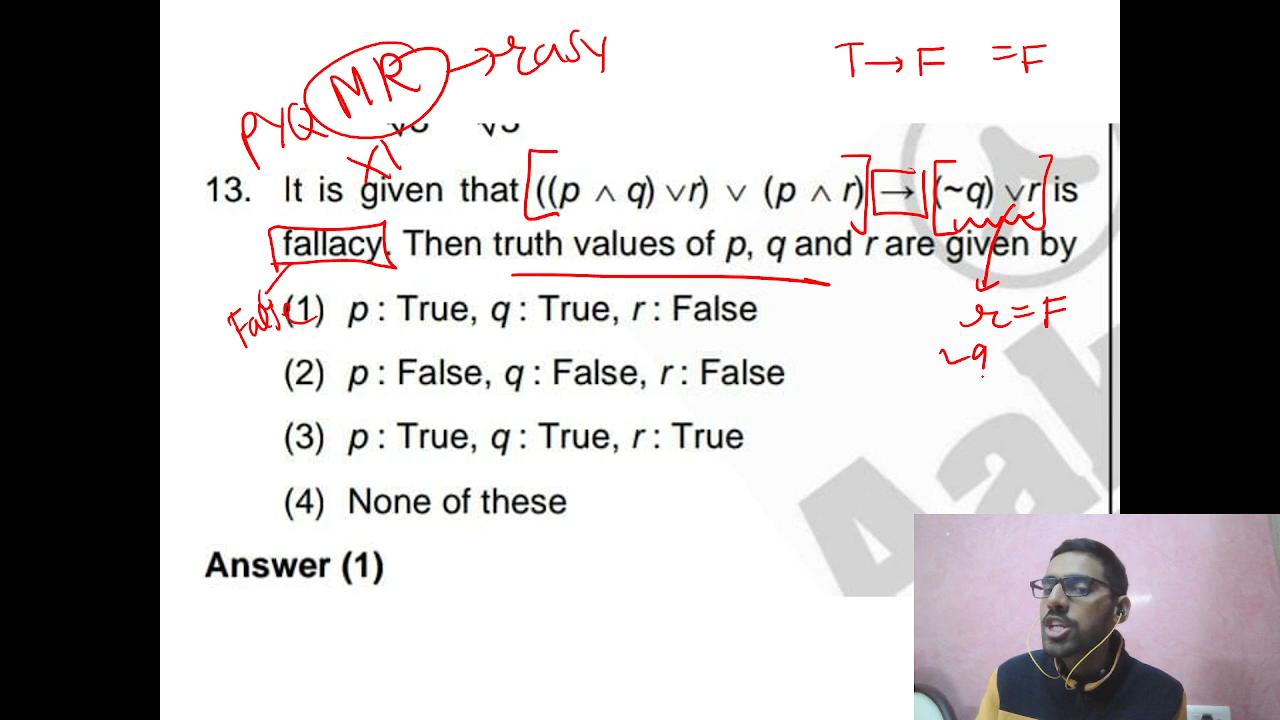 PYQ MR → easy
T → F = F
XI
13. It is given that ((p ∧ q) ∨ r) ∨ (p ∧ r) → (~q) ∨ r is
fallacy. Then truth values of p, q and r are given by
False
(1) p : True, q : True, r : False
r = F
(2) p : False, q : False, r : False
~q
(3) p : True, q : True, r : True
(4) None of these
Answer (1)